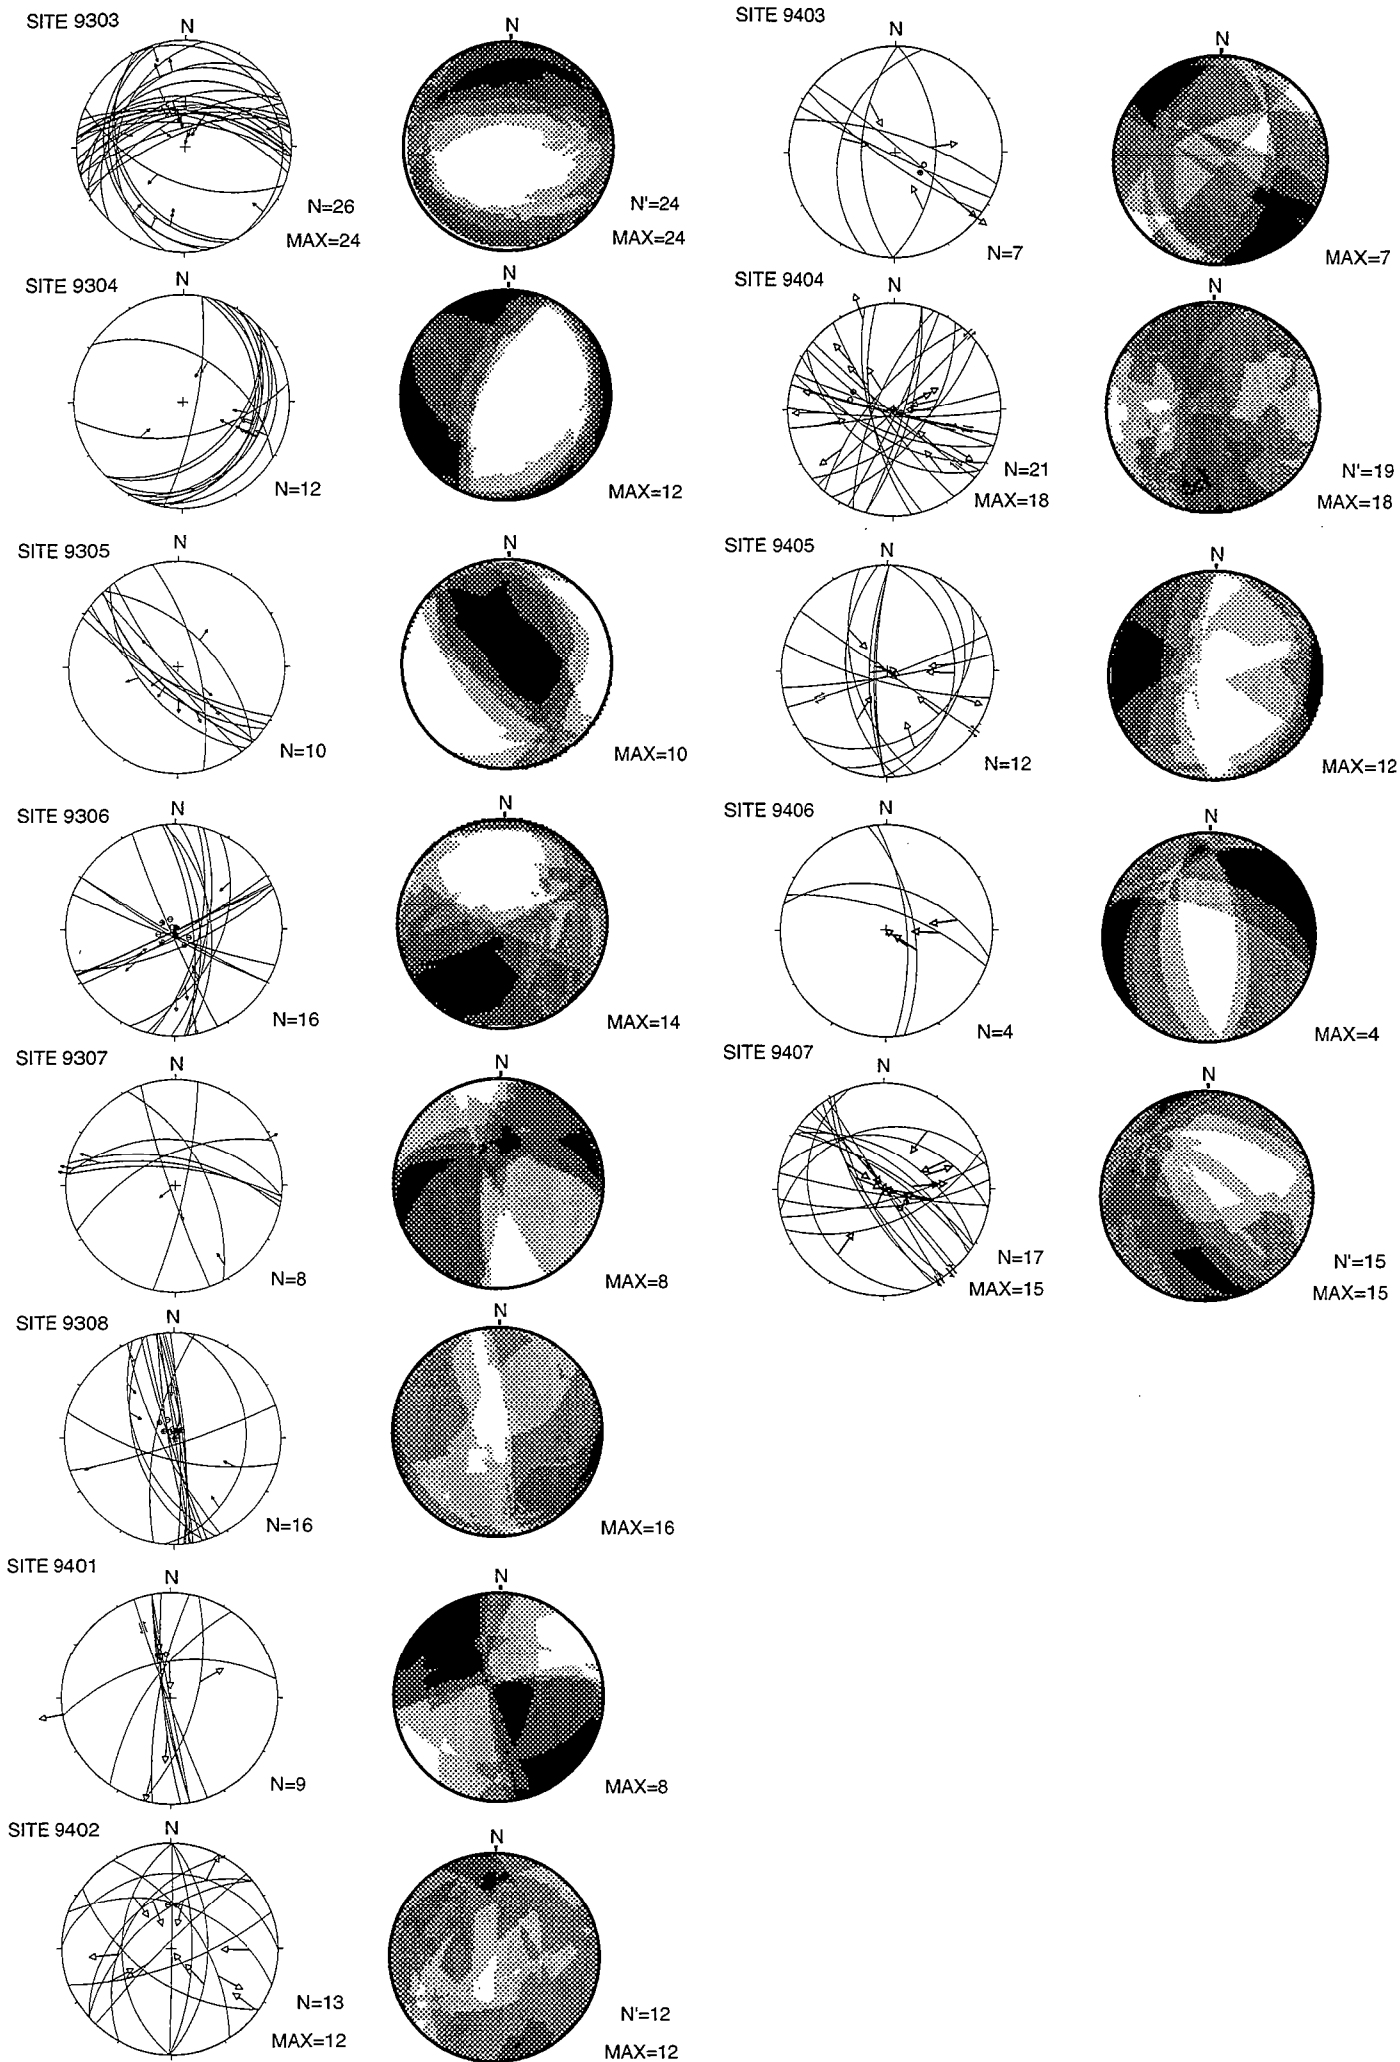 SITE 9303
N
N
N=26
MAX=24
N'=24
MAX=24
SITE 9304
N
N
N=12
MAX=12
SITE 9305
N
N
N=10
MAX=10
SITE 9306
N
N
N=16
MAX=14
SITE 9307
N
N
N=8
MAX=8
SITE 9308
N
N
N=16
MAX=16
SITE 9401
N
N
N=9
MAX=8
SITE 9402
N
N
N=13
MAX=12
N'=12
MAX=12
SITE 9403
N
N
N=7
MAX=7
SITE 9404
N
N
N=21
MAX=18
N'=19
MAX=18
SITE 9405
N
N
N=12
MAX=12
SITE 9406
N
N
N=4
MAX=4
SITE 9407
N
N
N=17
MAX=15
N'=15
MAX=15